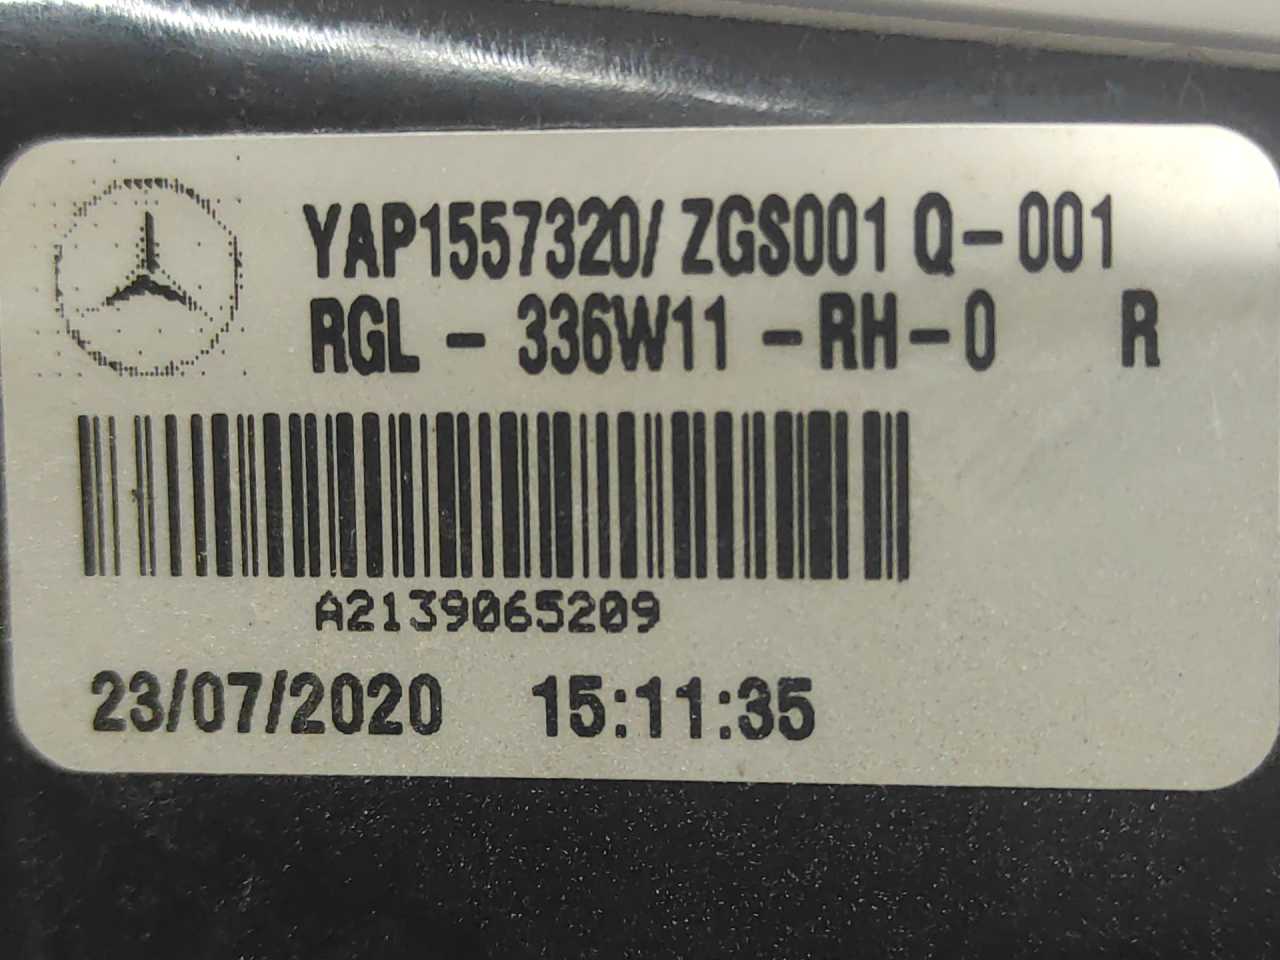 YAP1557320/ZGS001 Q-001
RGL - 336W11 -RH-0 R
A2139065209
23/07/2020 15:11:35